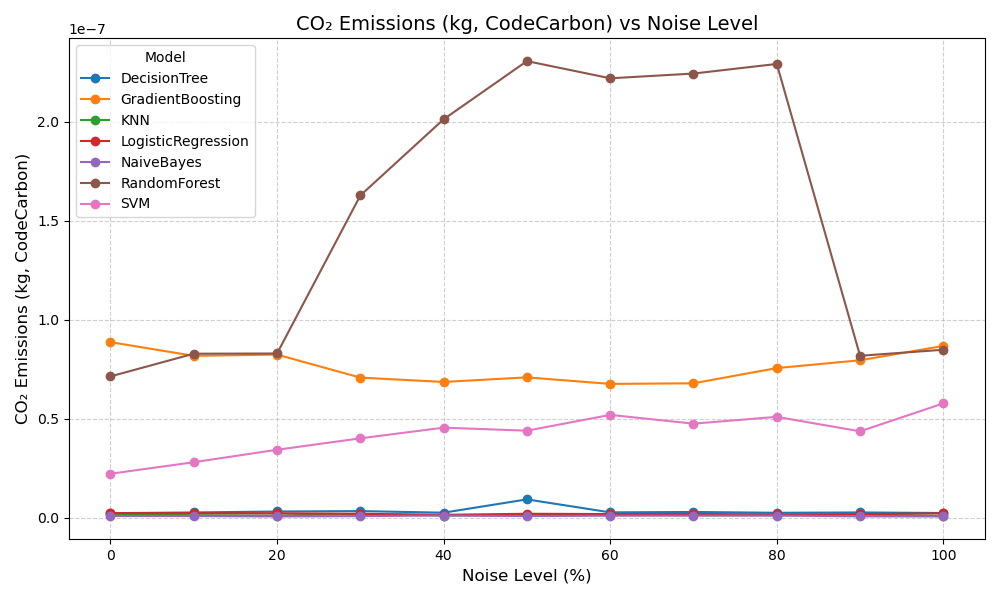 CO₂ Emissions (kg, CodeCarbon) vs Noise Level
1e−7
Model
DecisionTree
GradientBoosting
KNN
LogisticRegression
NaiveBayes
RandomForest
SVM
2.0
1.5
1.0
0.5
0.0
CO₂ Emissions (kg, CodeCarbon)
0 20 40 60 80 100
Noise Level (%)